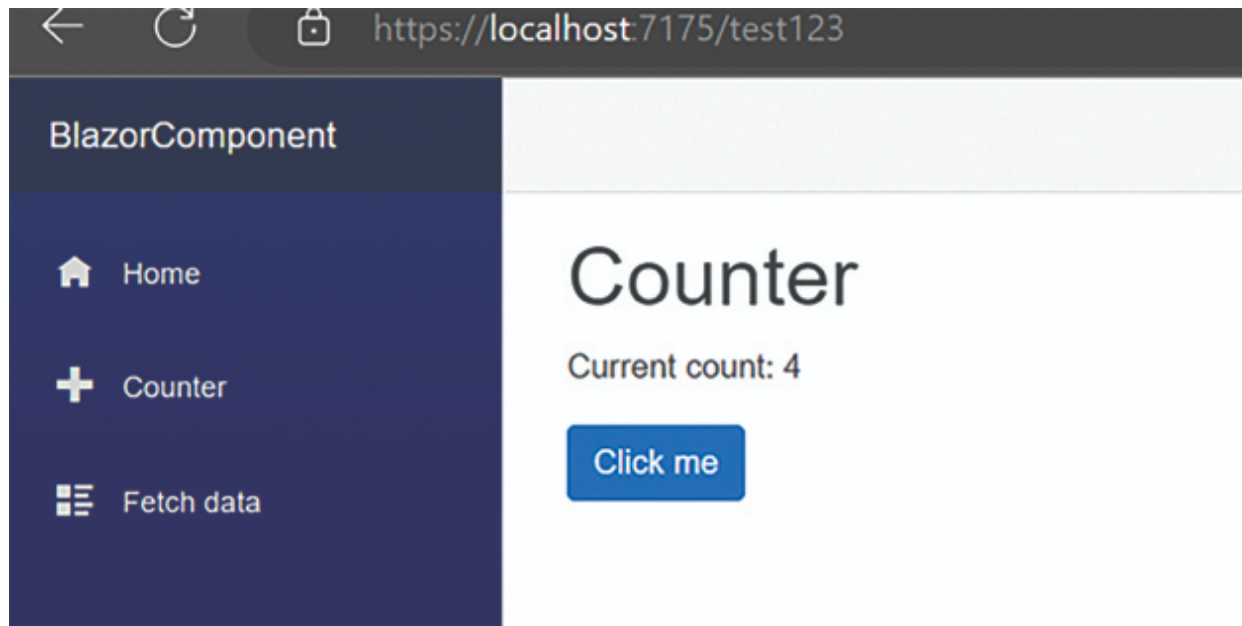 https://localhost:7175/test123
BlazorComponent
Home
Counter
Fetch data
Counter
Current count: 4
Click me